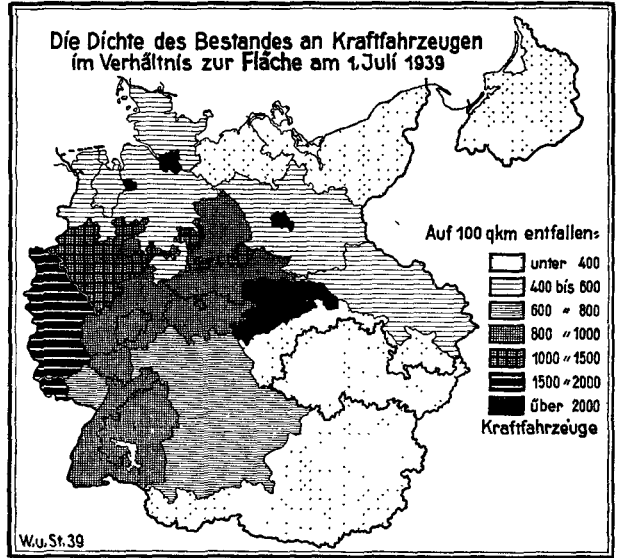 Die Dichte des Bestandes an Kraftfahrzeugen
im Verhältnis zur Fläche am 1. Juli 1939
Auf 100 qkm entfallen:
unter 400
400 bis 600
600 " 800
800 " 1000
1000 " 1500
1500 " 2000
über 2000
Kraftfahrzeuge
W.u.St.39